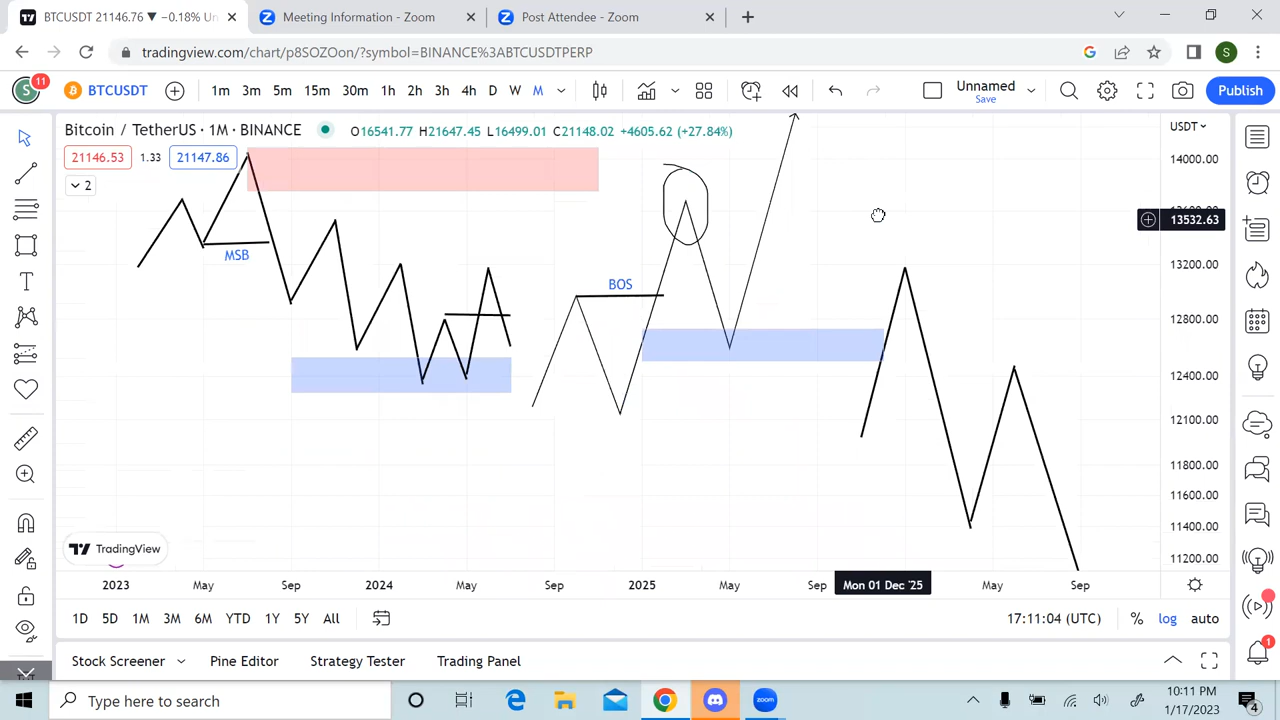 BTCUSDT 21146.76 ▼ −0.18% Un
Meeting Information - Zoom
Post Attendee - Zoom
tradingview.com/chart/p8SOZOon/?symbol=BINANCE%3ABTCUSDTPERP
S
S
11
BTCUSDT
1m 3m 5m 15m 30m 1h 2h 3h 4h D W M
Unnamed
Save
Publish
Bitcoin / TetherUS · 1M · BINANCE
O16541.77 H21647.45 L16499.01 C21148.02 +4605.62 (+27.84%)
USDT
21146.53 1.33 21147.86
2
14000.00
13532.63
13200.00
12800.00
12400.00
12100.00
11800.00
11600.00
11400.00
11200.00
MSB
BOS
TradingView
2023 May Sep 2024 May Sep 2025 May Sep Mon 01 Dec '25 May Sep
1D 5D 1M 3M 6M YTD 1Y 5Y All
17:11:04 (UTC) % log auto
1
Stock Screener Pine Editor Strategy Tester Trading Panel
Type here to search
zoom
10:11 PM
1/17/2023
4